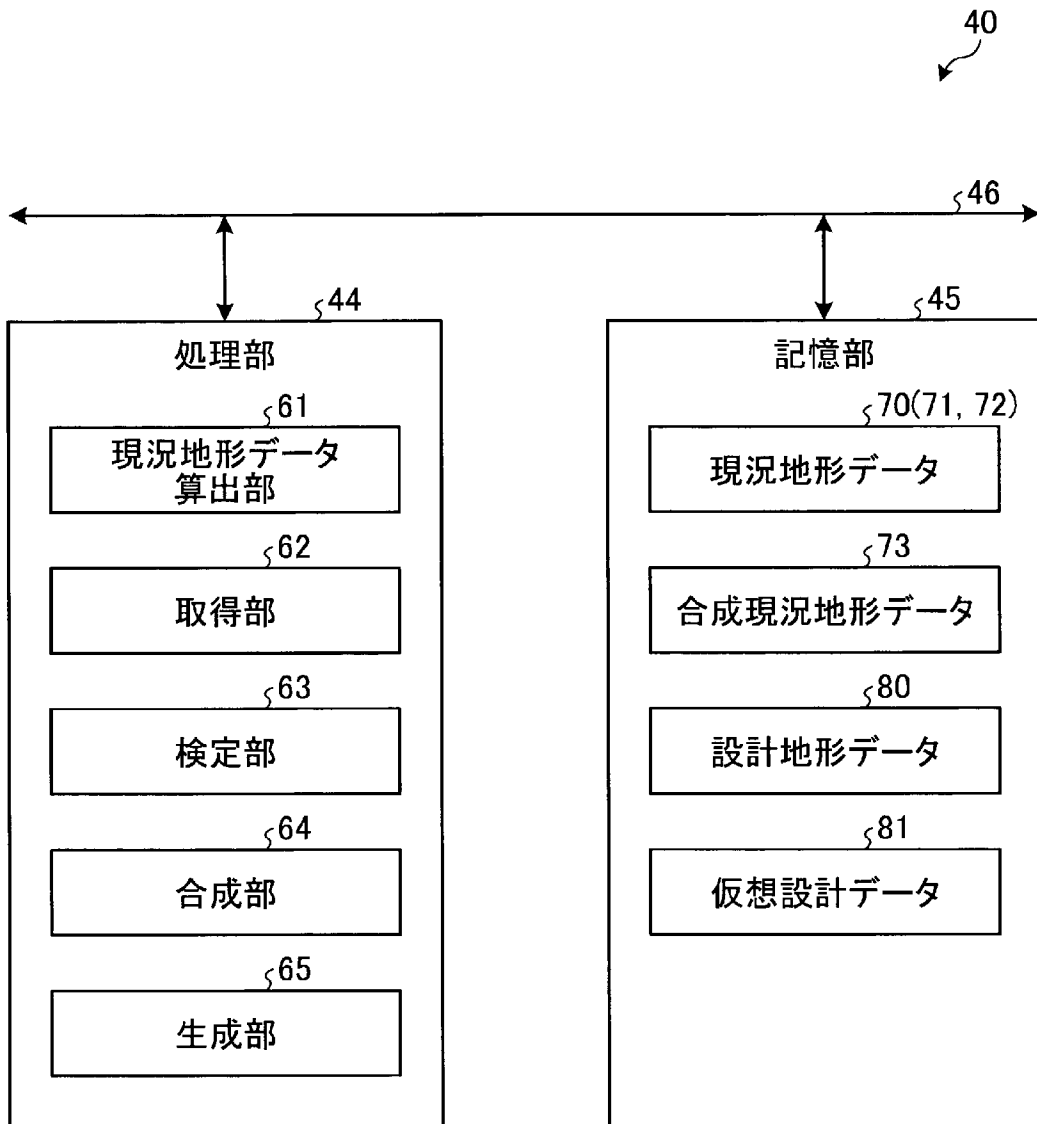 40
46
44
処理部
61
現況地形データ
算出部
62
取得部
63
検定部
64
合成部
65
生成部
45
記憶部
70(71, 72)
現況地形データ
73
合成現況地形データ
80
設計地形データ
81
仮想設計データ